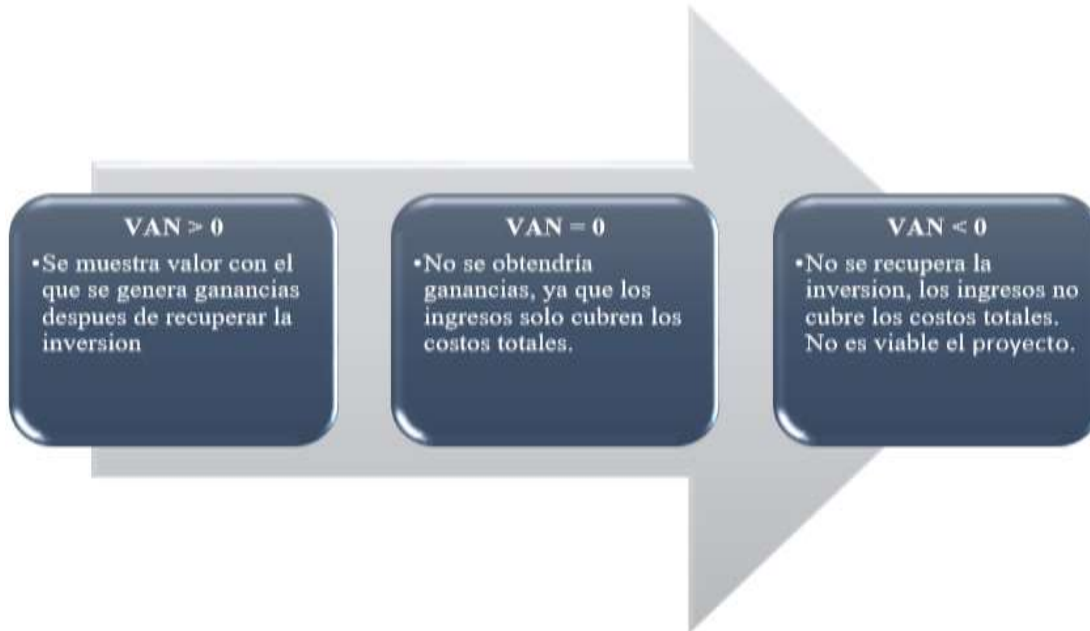 VAN > 0
•Se muestra valor con el
que se genera ganancias
despues de recuperar la
inversion
VAN = 0
•No se obtendría
ganancias, ya que los
ingresos solo cubren los
costos totales.
VAN < 0
•No se recupera la
inversion, los ingresos no
cubre los costos totales.
No es viable el proyecto.